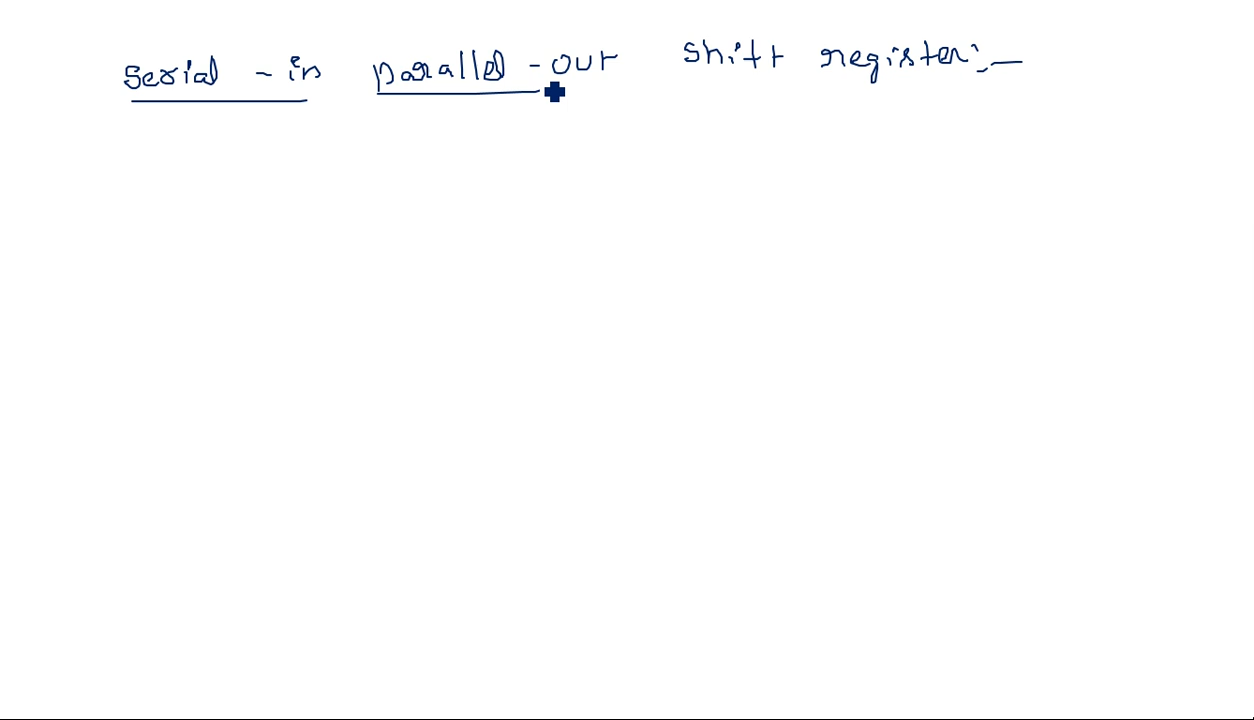 Serial - in parallel - out shift register:-